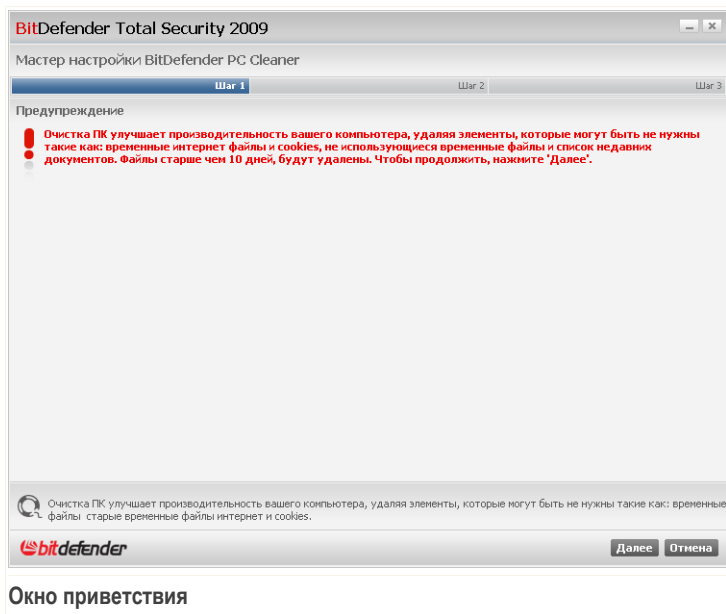 BitDefender Total Security 2009
Мастер настройки BitDefender PC Cleaner
Шаг 1 Шаг 2 Шаг 3
Предупреждение
Очистка ПК улучшает производительность вашего компьютера, удаляя элементы, которые могут быть не нужны
такие как: временные интернет файлы и cookies, не использующиеся временные файлы и список недавних
документов. Файлы старше чем 10 дней, будут удалены. Чтобы продолжить, нажмите 'Далее'.
Очистка ПК улучшает производительность вашего компьютера, удаляя элементы, которые могут быть не нужны такие как: временные
файлы старые временные файлы интернет и cookies.
bitdefender
Далее Отмена
Окно приветствия